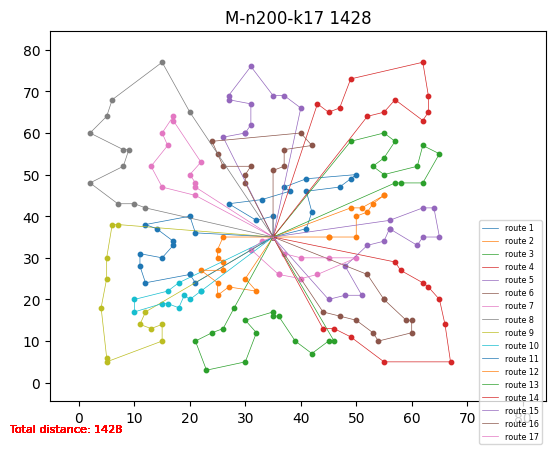 M-n200-k17 1428
80
70
60
50
40
30
20
10
0
0
10
20
30
40
50
60
70
80
route 1
route 2
route 3
route 4
route 5
route 6
route 7
route 8
route 9
route 10
route 11
route 12
route 13
route 14
route 15
route 16
route 17
Total distance: 1428